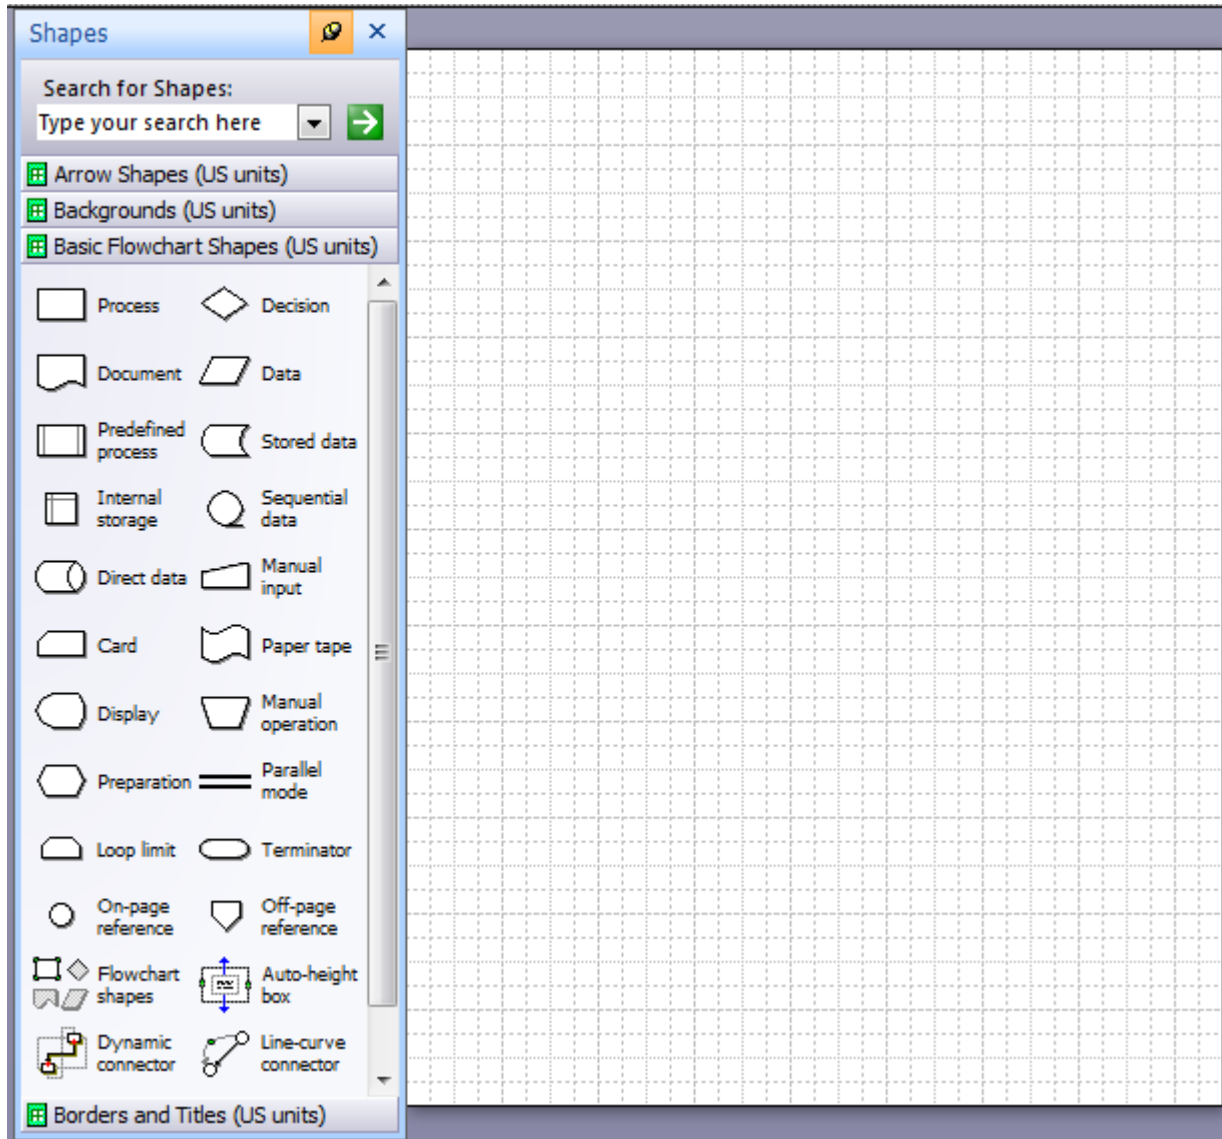 Shapes
Search for Shapes:
Type your search here
Arrow Shapes (US units)
Backgrounds (US units)
Basic Flowchart Shapes (US units)
Process
Decision
Document
Data
Predefined
process
Stored data
Internal
storage
Sequential
data
Direct data
Manual
input
Card
Paper tape
Display
Manual
operation
Preparation
Parallel
mode
Loop limit
Terminator
On-page
reference
Off-page
reference
Flowchart
shapes
Auto-height
box
Dynamic
connector
Line-curve
connector
Borders and Titles (US units)